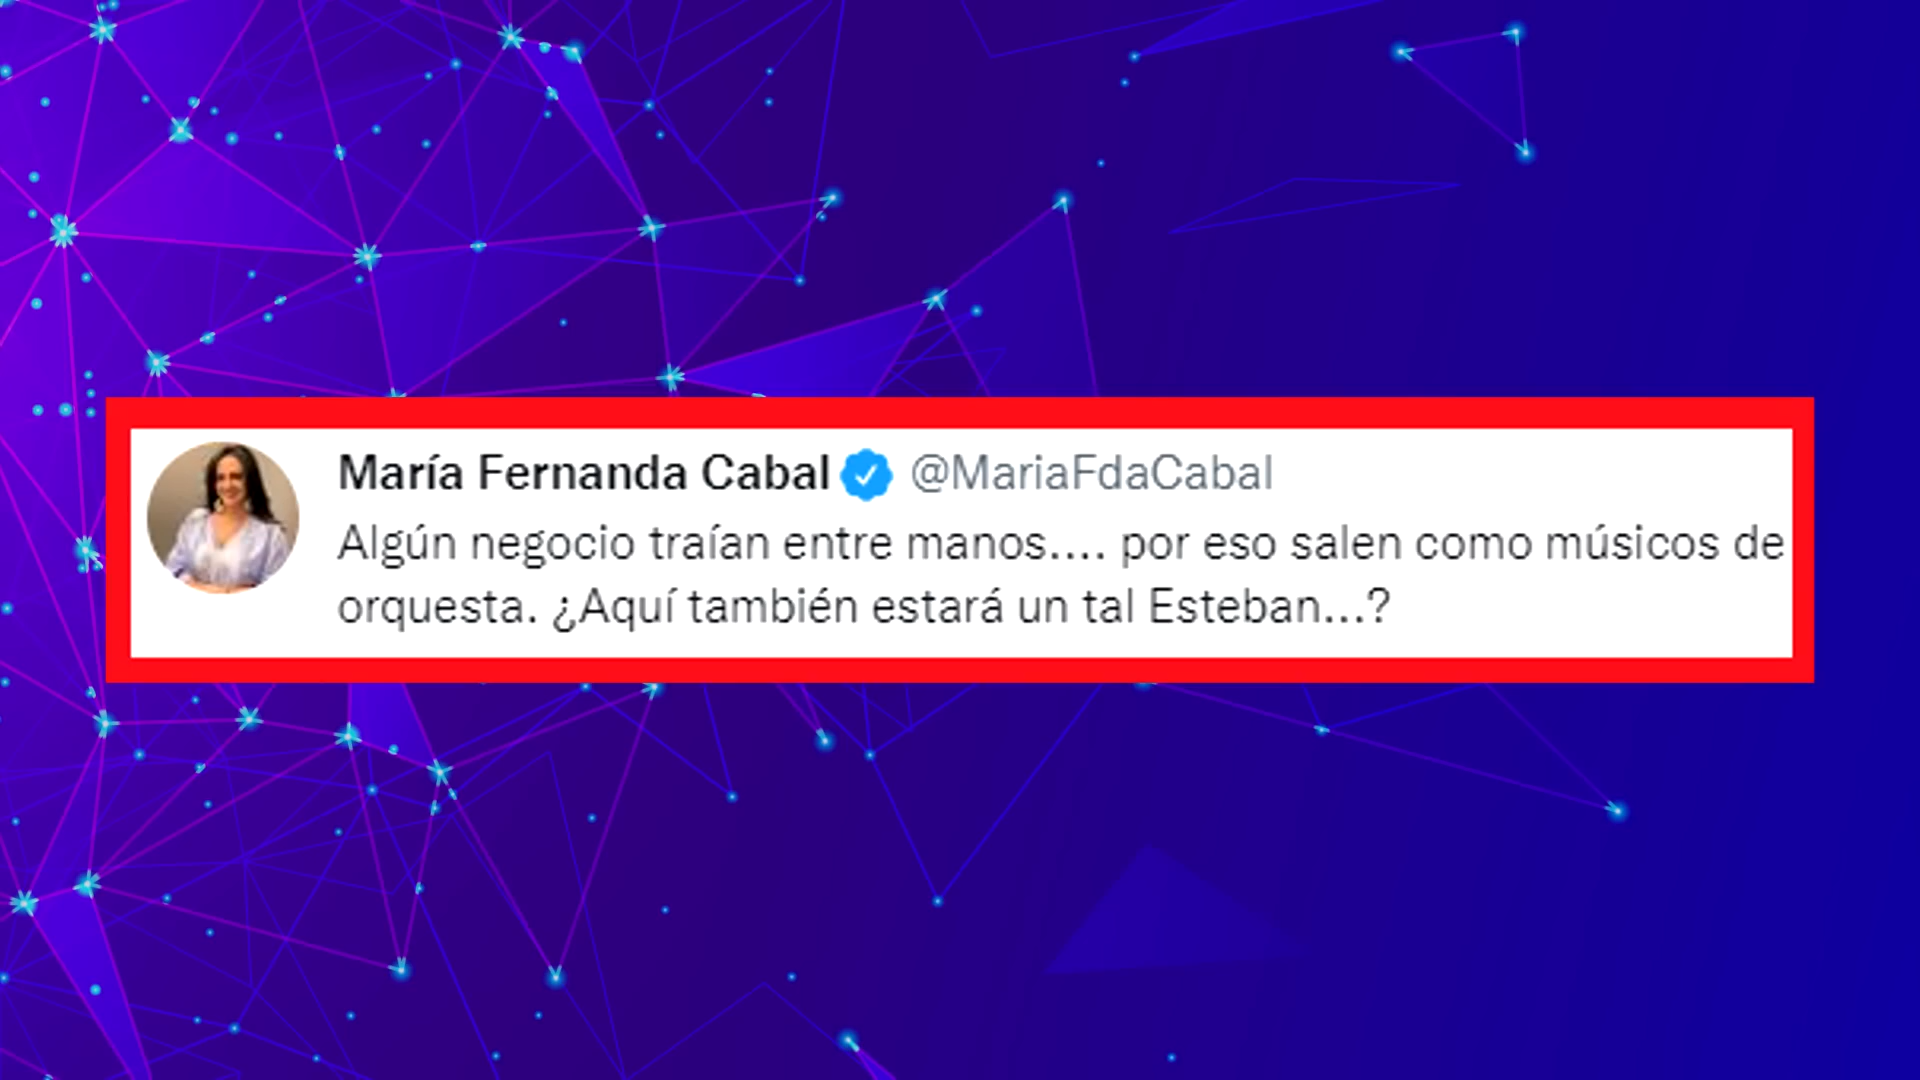 María Fernanda Cabal @MariaFdaCabal
Algún negocio traían entre manos.... por eso salen como músicos de
orquesta. ¿Aquí también estará un tal Esteban...?